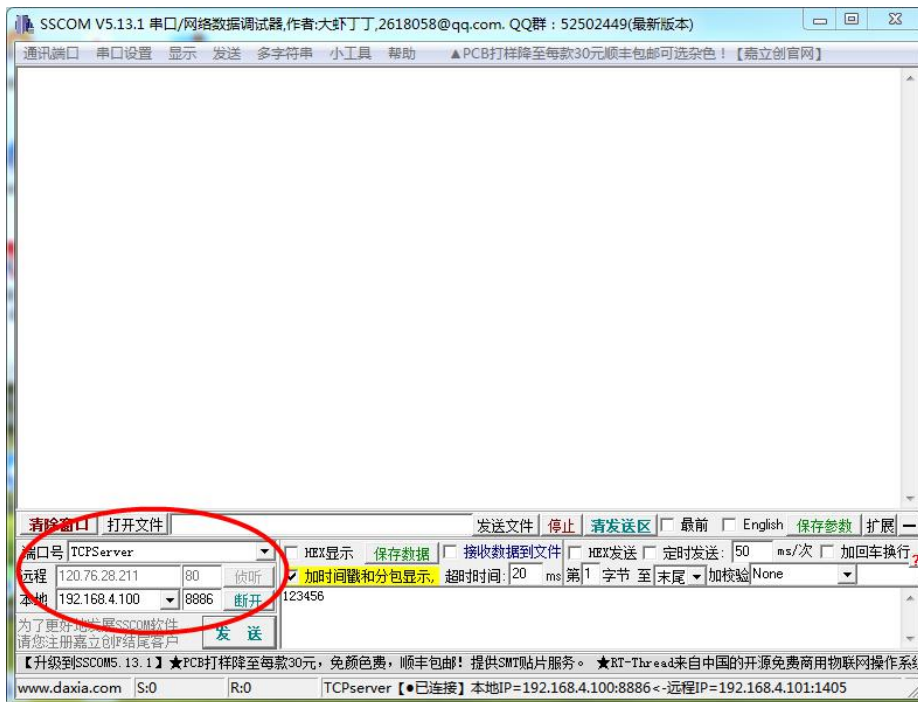 SSCOM V5.13.1 串口/网络数据调试器,作者:大虾丁丁,2618058@qq.com. QQ群：52502449(最新版本)
通讯端口 串口设置 显示 发送 多字符串 小工具 帮助 ▲PCB打样降至每款30元顺丰包邮可选杂色！【嘉立创官网】
清除窗口 打开文件 发送文件 停止 清发送区 最前 English 保存参数 扩展 —
端口号 TCPServer HEX显示 保存数据 接收数据到文件 HEX发送 定时发送: 50 ms/次 加回车换行
远程 120.76.28.211 80 侦听 加时间戳和分包显示, 超时时间: 20 ms 第1 字节 至 末尾 加校验 None
本地 192.168.4.100 8886 断开 123456
为了更好地发展SSCOM软件
请您注册嘉立创F结尾客户
发 送
【升级到SSCOM5.13.1】★PCB打样降至每款30元，免颜色费，顺丰包邮！提供SMT贴片服务。 ★RT-Thread来自中国的开源免费商用物联网操作系统
www.daxia.com S:0 R:0 TCPserver【●已连接】本地IP=192.168.4.100:8886<-远程IP=192.168.4.101:1405